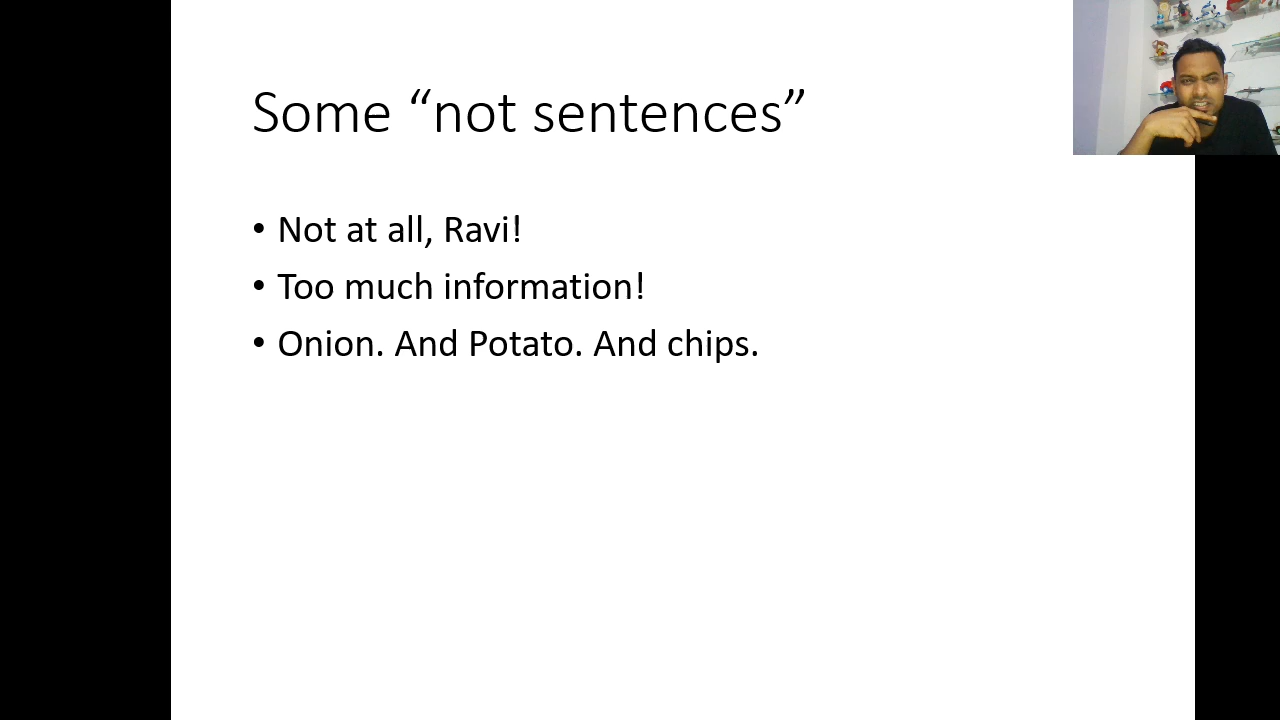 Some “not sentences”
• Not at all, Ravi!
• Too much information!
• Onion. And Potato. And chips.